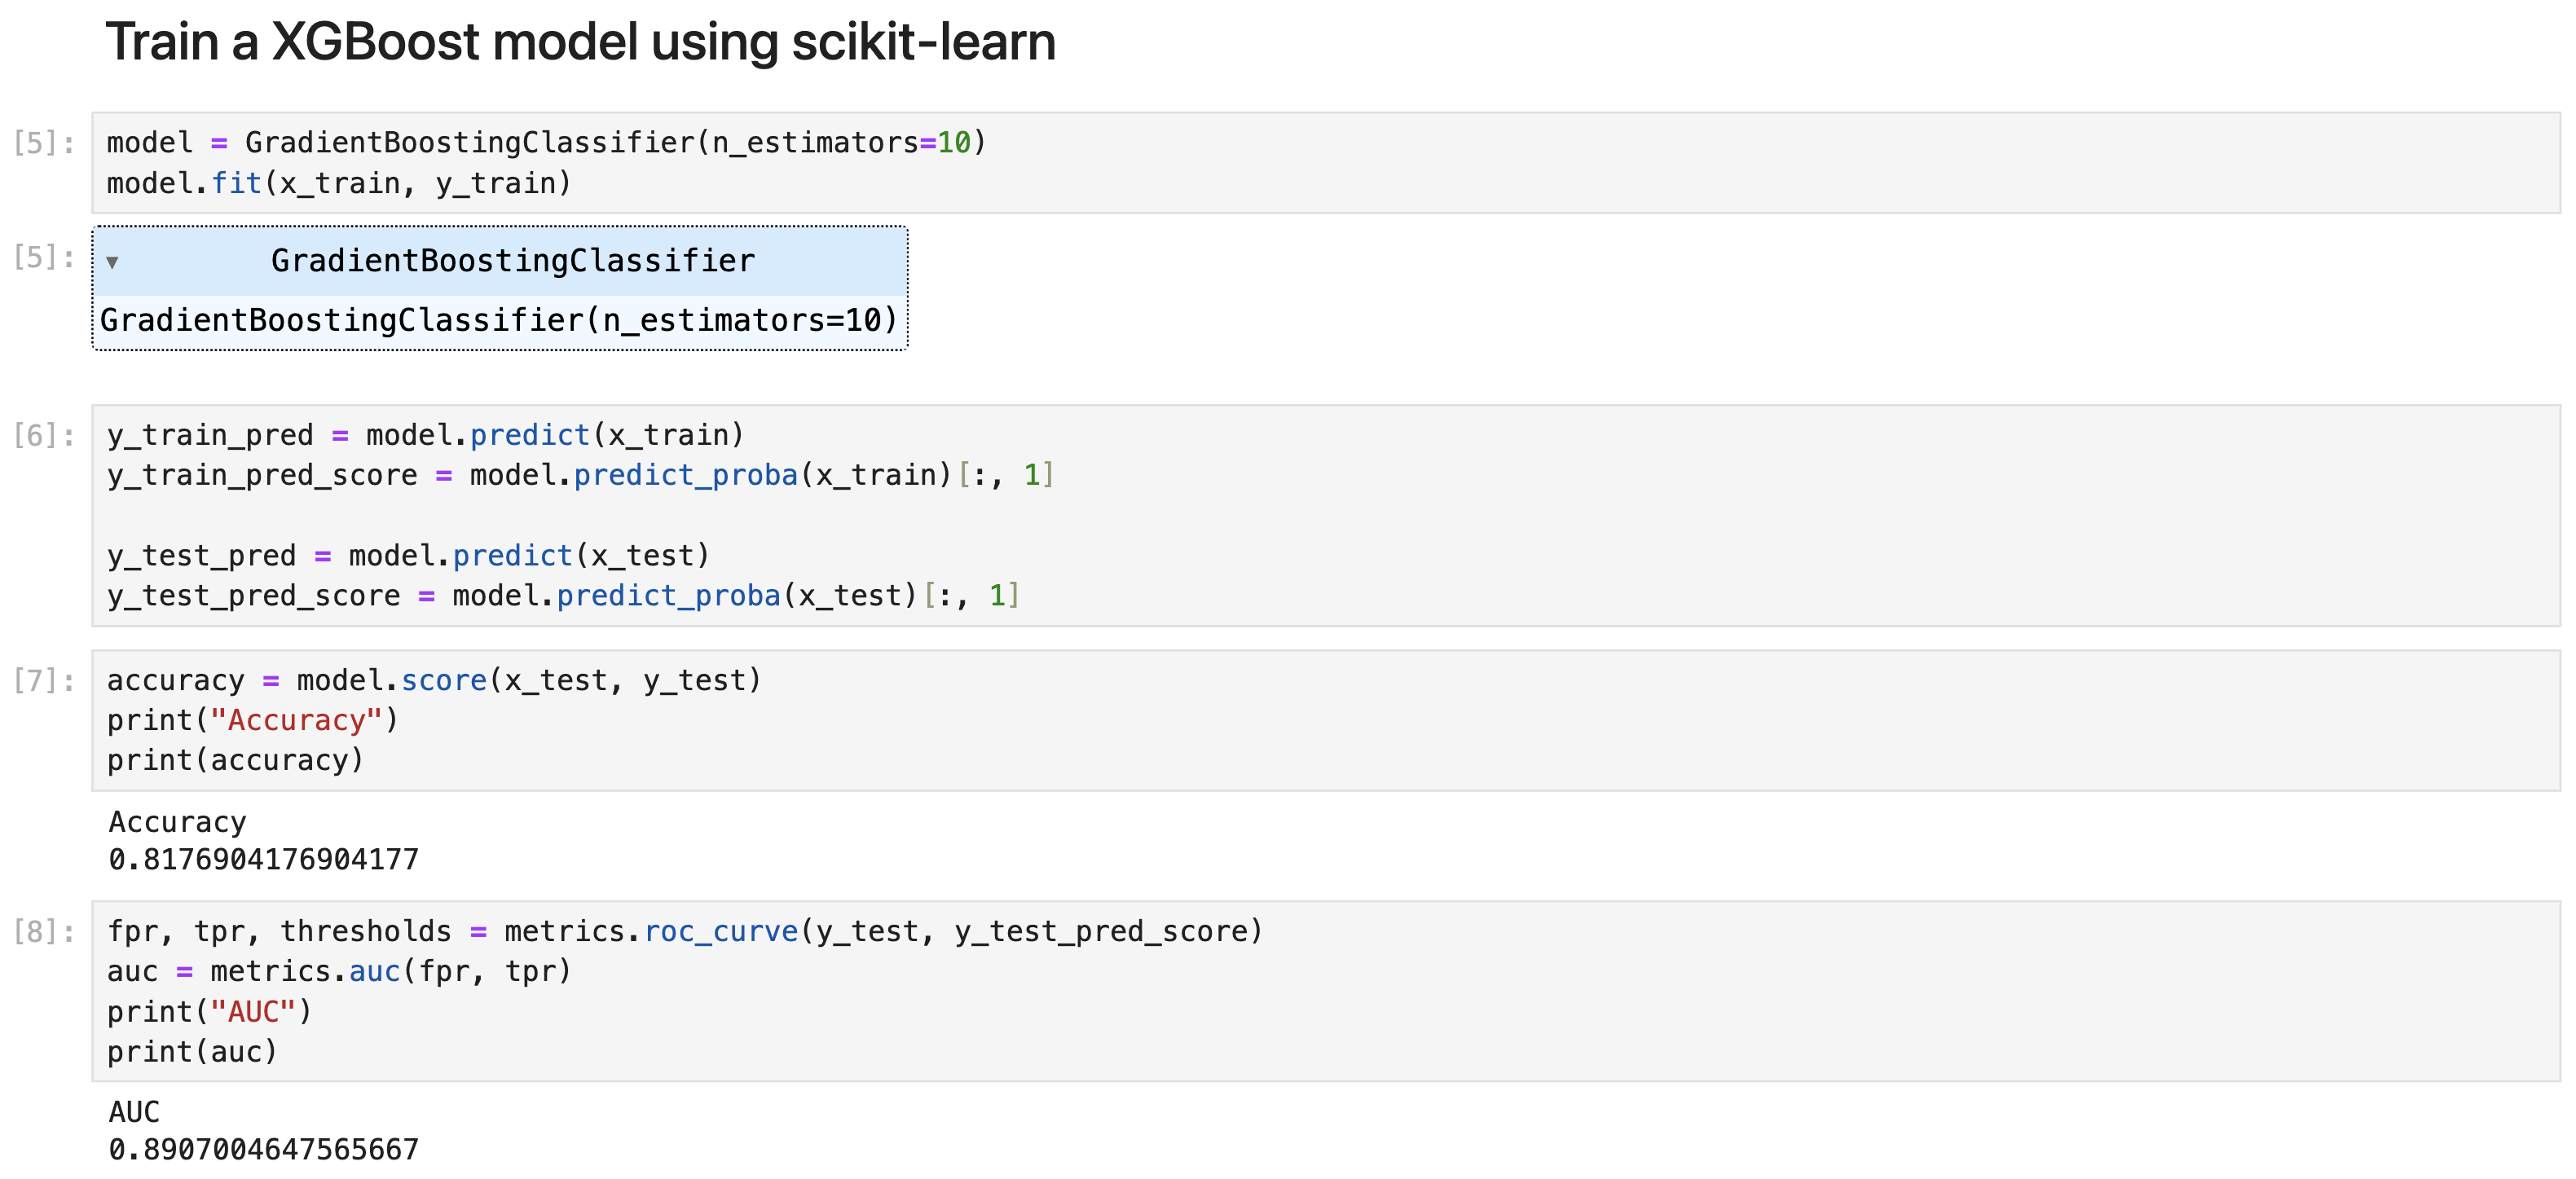 Train a XGBoost model using scikit-learn
[5]: model = GradientBoostingClassifier(n_estimators=10)
model.fit(x_train, y_train)
[5]: ▼ GradientBoostingClassifier
GradientBoostingClassifier(n_estimators=10)
[6]: y_train_pred = model.predict(x_train)
y_train_pred_score = model.predict_proba(x_train)[:, 1]
y_test_pred = model.predict(x_test)
y_test_pred_score = model.predict_proba(x_test)[:, 1]
[7]: accuracy = model.score(x_test, y_test)
print("Accuracy")
print(accuracy)
Accuracy
0.8176904176904177
[8]: fpr, tpr, thresholds = metrics.roc_curve(y_test, y_test_pred_score)
auc = metrics.auc(fpr, tpr)
print("AUC")
print(auc)
AUC
0.8907004647565667